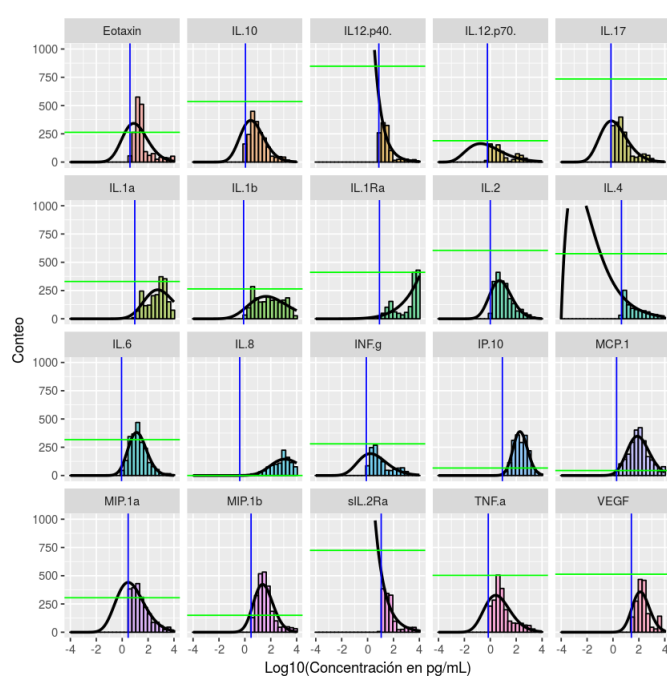 Eotaxin IL.10 IL12.p40. IL.12.p70. IL.17
1000
750
500
250
0
IL.1a IL.1b IL.1Ra IL.2 IL.4
1000
750
500
250
0
IL.6 IL.8 INF.g IP.10 MCP.1
1000
750
500
250
0
MIP.1a MIP.1b sIL.2Ra TNF.a VEGF
1000
750
500
250
0
-4 -2 0 2 4 -4 -2 0 2 4 -4 -2 0 2 4 -4 -2 0 2 4 -4 -2 0 2 4
Log10(Concentración en pg/mL)
Conteo